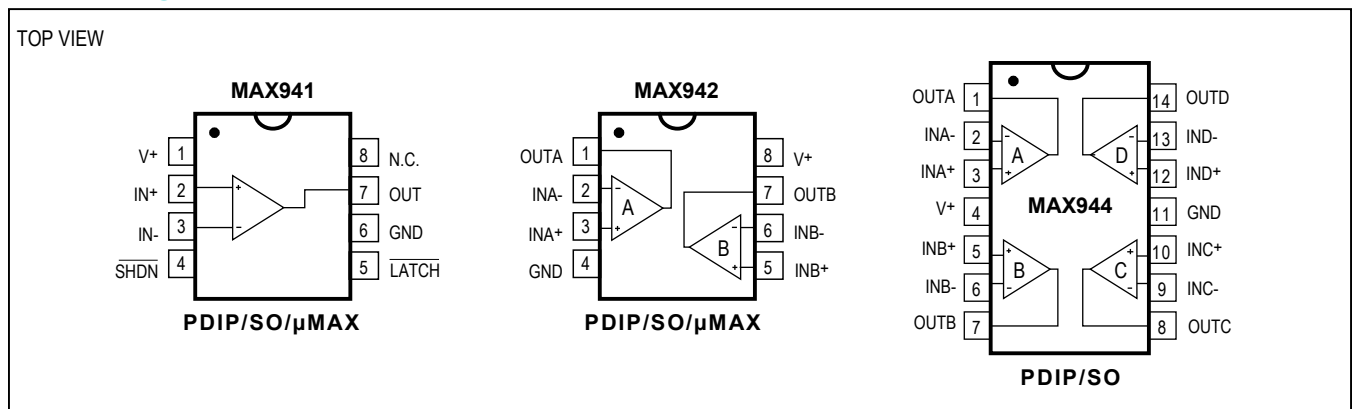 TOP VIEW
MAX941
V+ 1
IN+ 2
IN- 3
SHDN 4
8 N.C.
7 OUT
6 GND
5 LATCH
+
-
PDIP/SO/μMAX
MAX942
OUTA 1
INA- 2
INA+ 3
GND 4
8 V+
7 OUTB
6 INB-
5 INB+
-
A
+
-
B
+
PDIP/SO/μMAX
OUTA 1
INA- 2
INA+ 3
V+ 4
INB+ 5
INB- 6
OUTB 7
14 OUTD
13 IND-
12 IND+
11 GND
10 INC+
9 INC-
8 OUTC
-
A
+
-
D
+
MAX944
+
B
-
+
C
-
PDIP/SO